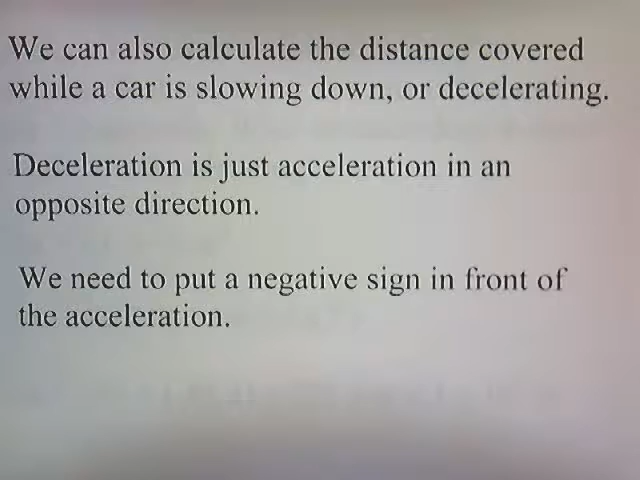 We can also calculate the distance covered
while a car is slowing down, or decelerating.
Deceleration is just acceleration in an
opposite direction.
We need to put a negative sign in front of
the acceleration.